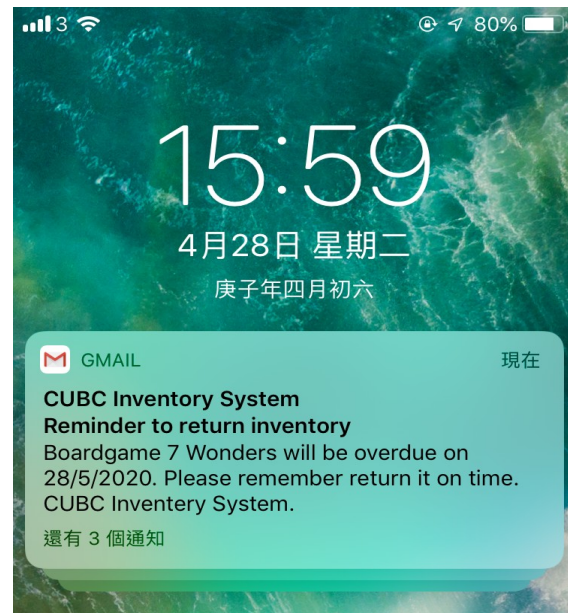 3 80%
15:59
4月28日 星期二
庚子年四月初六
GMAIL 現在
CUBC Inventory System
Reminder to return inventory
Boardgame 7 Wonders will be overdue on
28/5/2020. Please remember return it on time.
CUBC Inventery System.
還有 3 個通知